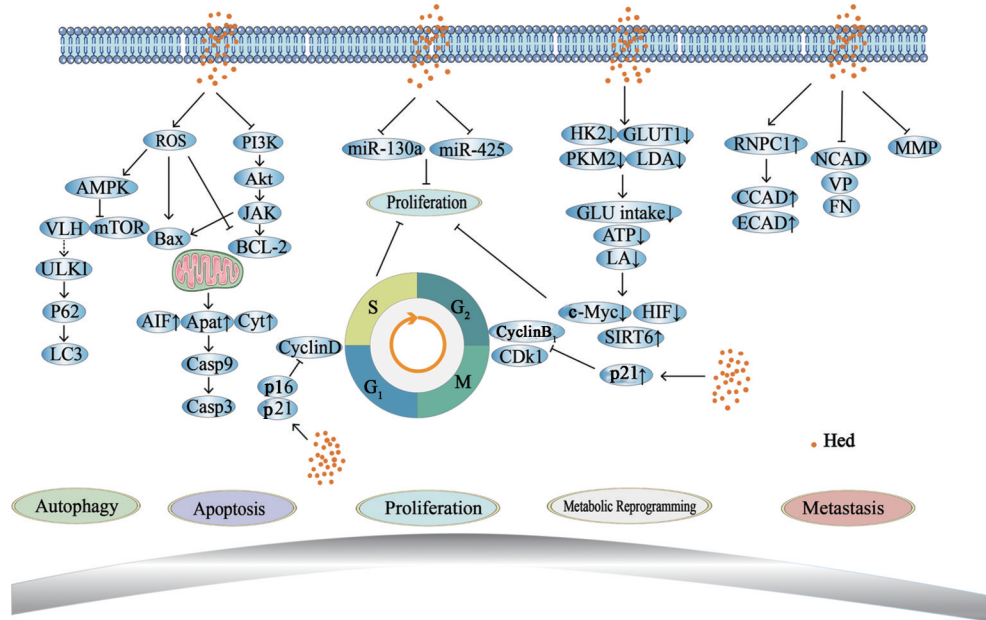 ROS
PI3K
AMPK
Akt
VLH
mTOR
JAK
Bax
BCL-2
ULK1
P62
LC3
AIF↑
Apat↑
Cyt↑
Casp9
Casp3
miR-130a
miR-425
Proliferation
S
G2
G1
M
CyclinD
p16
p21
CyclinB1
CDk1
p21↑
HK2↓
GLUT1↓
PKM2↓
LDA↓
GLU intake↓
ATP↓
LA↓
c-Myc↓
HIF↓
SIRT6↑
RNPC1↑
CCAD↑
ECAD↑
NCAD
VP
FN
MMP
Hed
Autophagy
Apoptosis
Proliferation
Metabolic Reprogramming
Metastasis